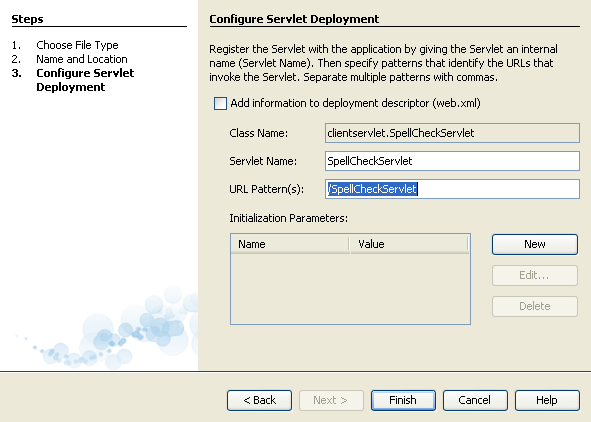 Steps
1. Choose File Type
2. Name and Location
3. Configure Servlet
Deployment
Configure Servlet Deployment
Register the Servlet with the application by giving the Servlet an internal
name (Servlet Name). Then specify patterns that identify the URLs that
invoke the Servlet. Separate multiple patterns with commas.
Add information to deployment descriptor (web.xml)
Class Name: clientservlet.SpellCheckServlet
Servlet Name: SpellCheckServlet
URL Pattern(s): /SpellCheckServlet
Initialization Parameters:
Name Value
New
Edit...
Delete
< Back Next > Finish Cancel Help